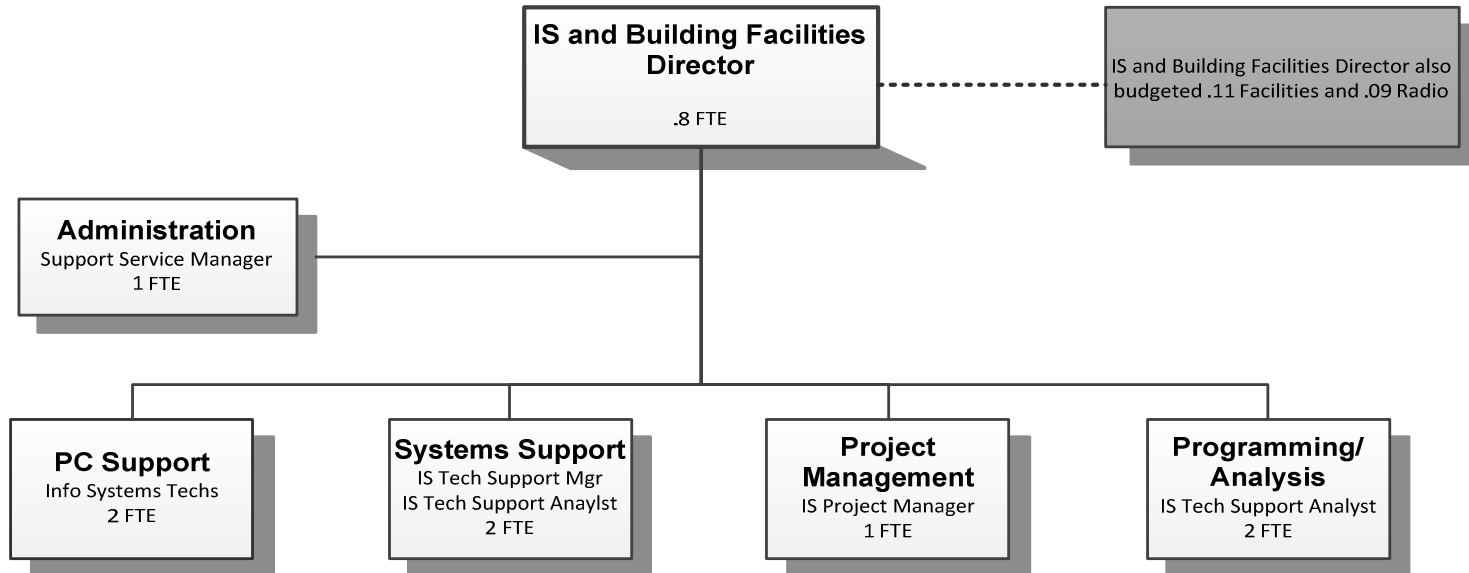 IS and Building Facilities
Director
.8 FTE
IS and Building Facilities Director also
budgeted .11 Facilities and .09 Radio
Administration
Support Service Manager
1 FTE
PC Support
Info Systems Techs
2 FTE
Systems Support
IS Tech Support Mgr
IS Tech Support Anaylst
2 FTE
Project
Management
IS Project Manager
1 FTE
Programming/
Analysis
IS Tech Support Analyst
2 FTE